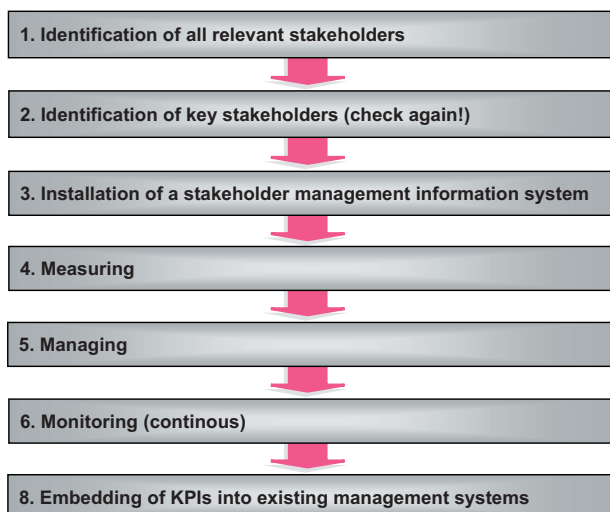 1. Identification of all relevant stakeholders
2. Identification of key stakeholders (check again!)
3. Installation of a stakeholder management information system
4. Measuring
5. Managing
6. Monitoring (continous)
8. Embedding of KPIs into existing management systems